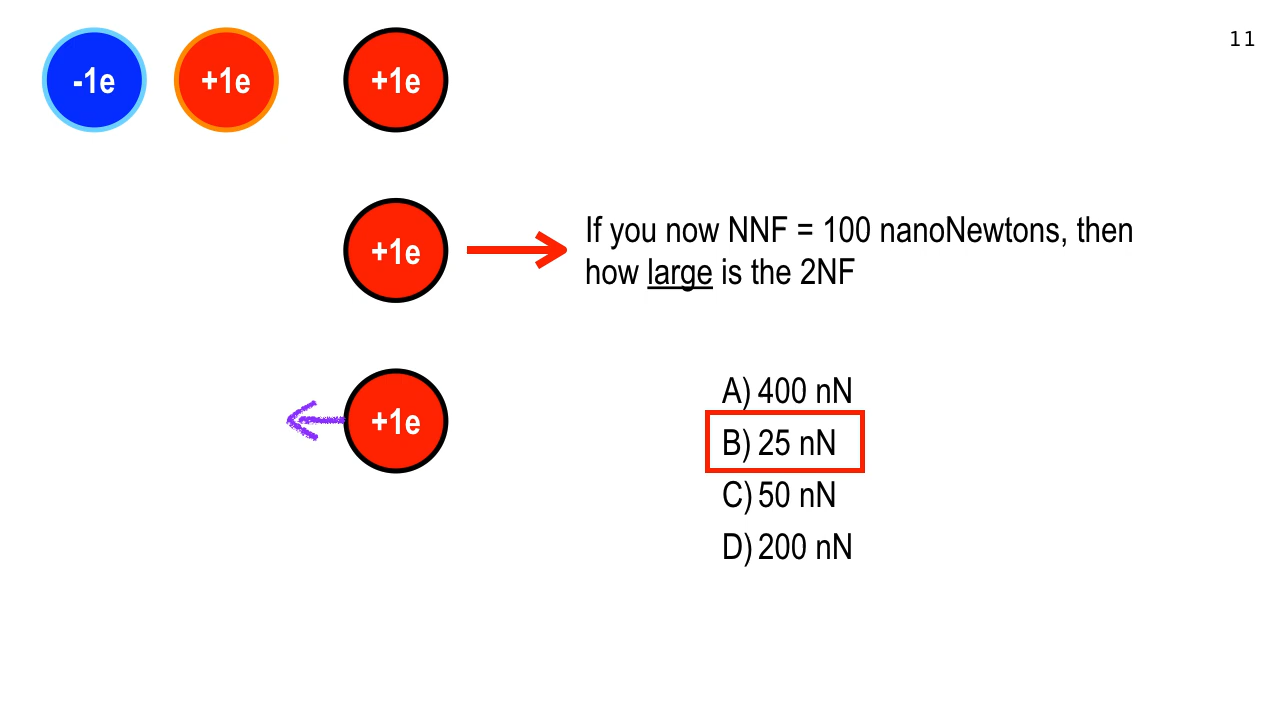 -1e +1e +1e
11
+1e
If you now NNF = 100 nanoNewtons, then
how large is the 2NF
+1e
A) 400 nN
B) 25 nN
C) 50 nN
D) 200 nN